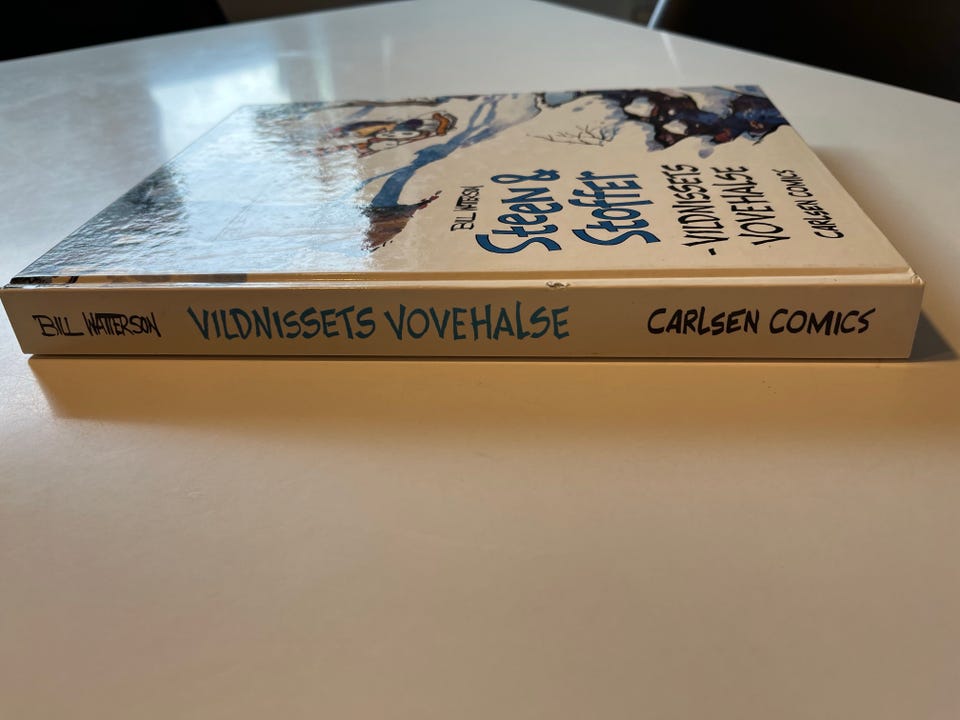 BILL WATTERSON
Steen &
Stoffer
- VILDNISSETS
VOVEHALSE
CARLSEN COMICS
BILL WATTERSON VILDNISSETS VOVEHALSE CARLSEN COMICS